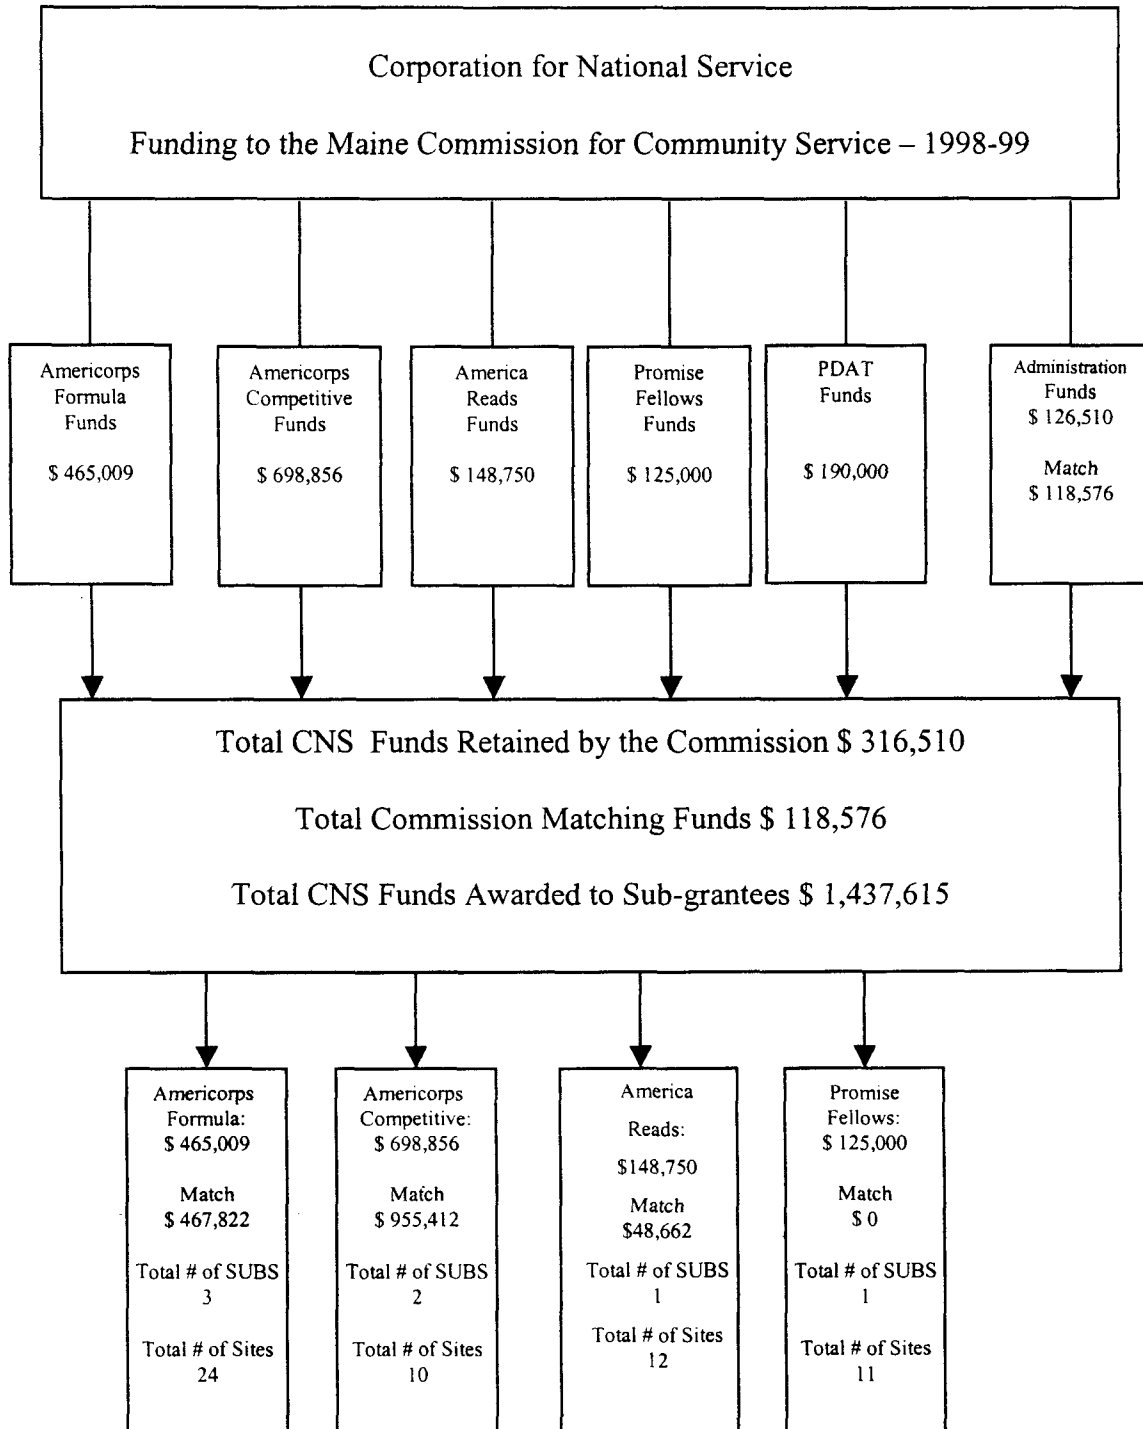 Corporation for National Service
Funding to the Maine Commission for Community Service – 1998-99
Americorps
Formula
Funds
$ 465,009
Americorps
Competitive
Funds
$ 698,856
America
Reads
Funds
$ 148,750
Promise
Fellows
Funds
$ 125,000
PDAT
Funds
$ 190,000
Administration
Funds
$ 126,510
Match
$ 118,576
Total CNS Funds Retained by the Commission $ 316,510
Total Commission Matching Funds $ 118,576
Total CNS Funds Awarded to Sub-grantees $ 1,437,615
Americorps
Formula:
$ 465,009
Match
$ 467,822
Total # of SUBS
3
Total # of Sites
24
Americorps
Competitive:
$ 698,856
Match
$ 955,412
Total # of SUBS
2
Total # of Sites
10
America
Reads:
$148,750
Match
$48,662
Total # of SUBS
1
Total # of Sites
12
Promise
Fellows:
$ 125,000
Match
$ 0
Total # of SUBS
1
Total # of Sites
11